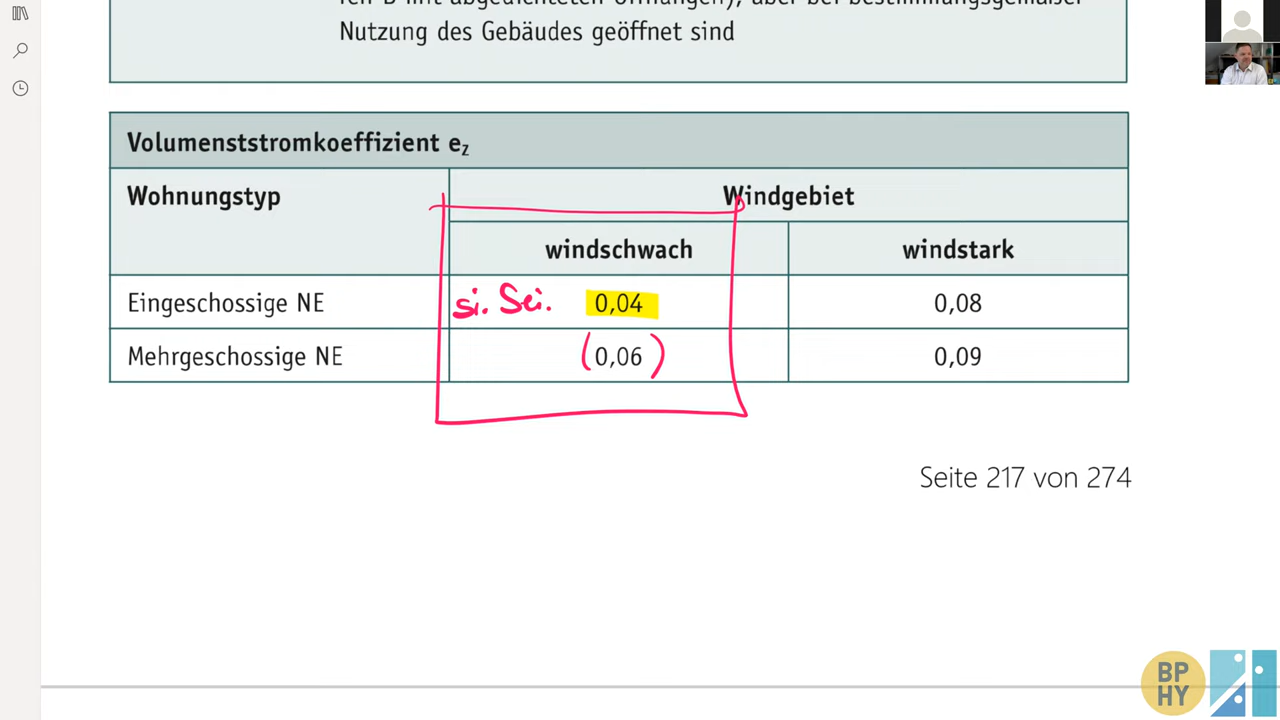 Nutzung des Gebäudes geöffnet sind
Volumenststromkoeffizient ez
Wohnungstyp Windgebiet
windschwach windstark
Eingeschossige NE si. Sei. 0,04 0,08
Mehrgeschossige NE (0,06) 0,09
Seite 217 von 274
BP
HY